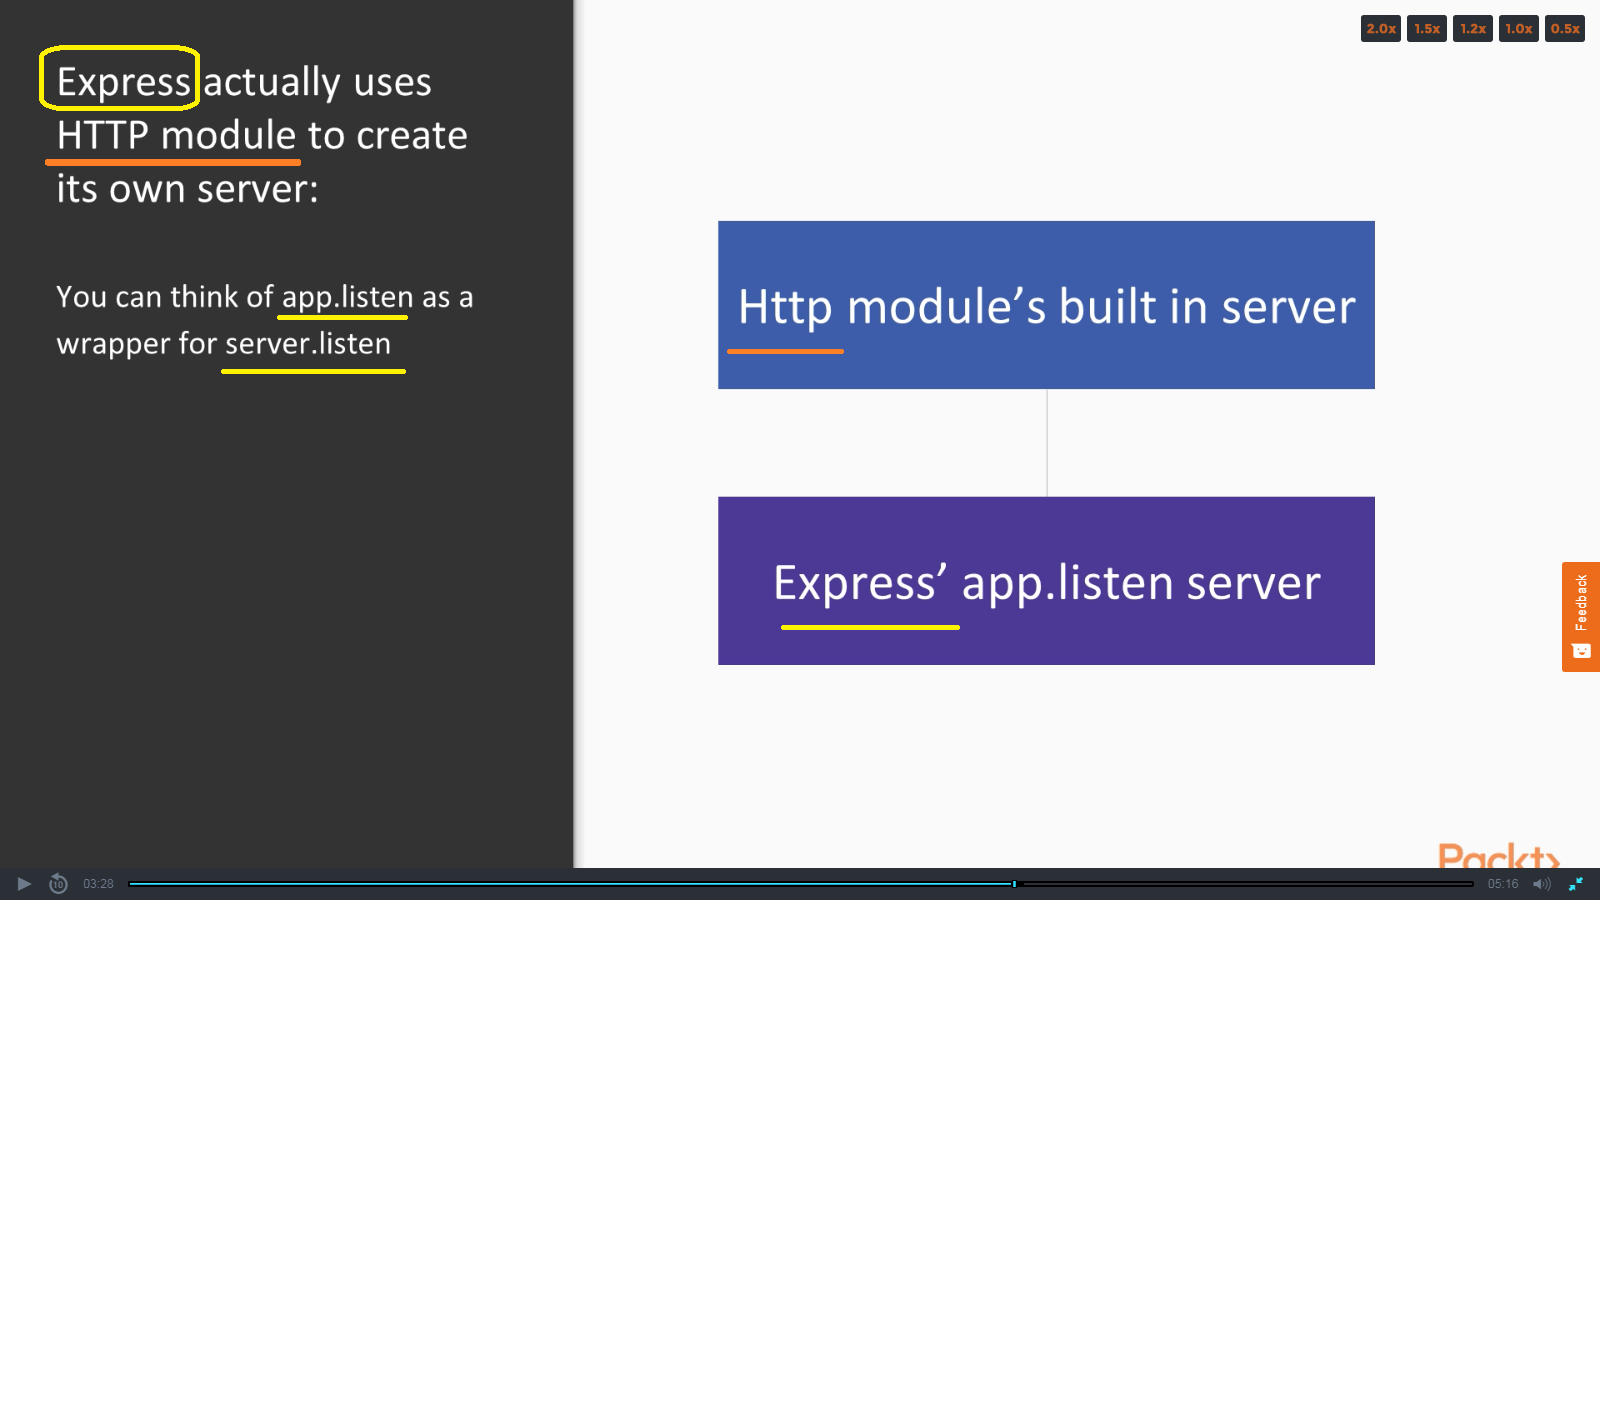 Express actually uses
HTTP module to create
its own server:
You can think of app.listen as a
wrapper for server.listen
2.0x 1.5x 1.2x 1.0x 0.5x
Http module’s built in server
Express’ app.listen server
Feedback
Packt>
10 03:28 05:16